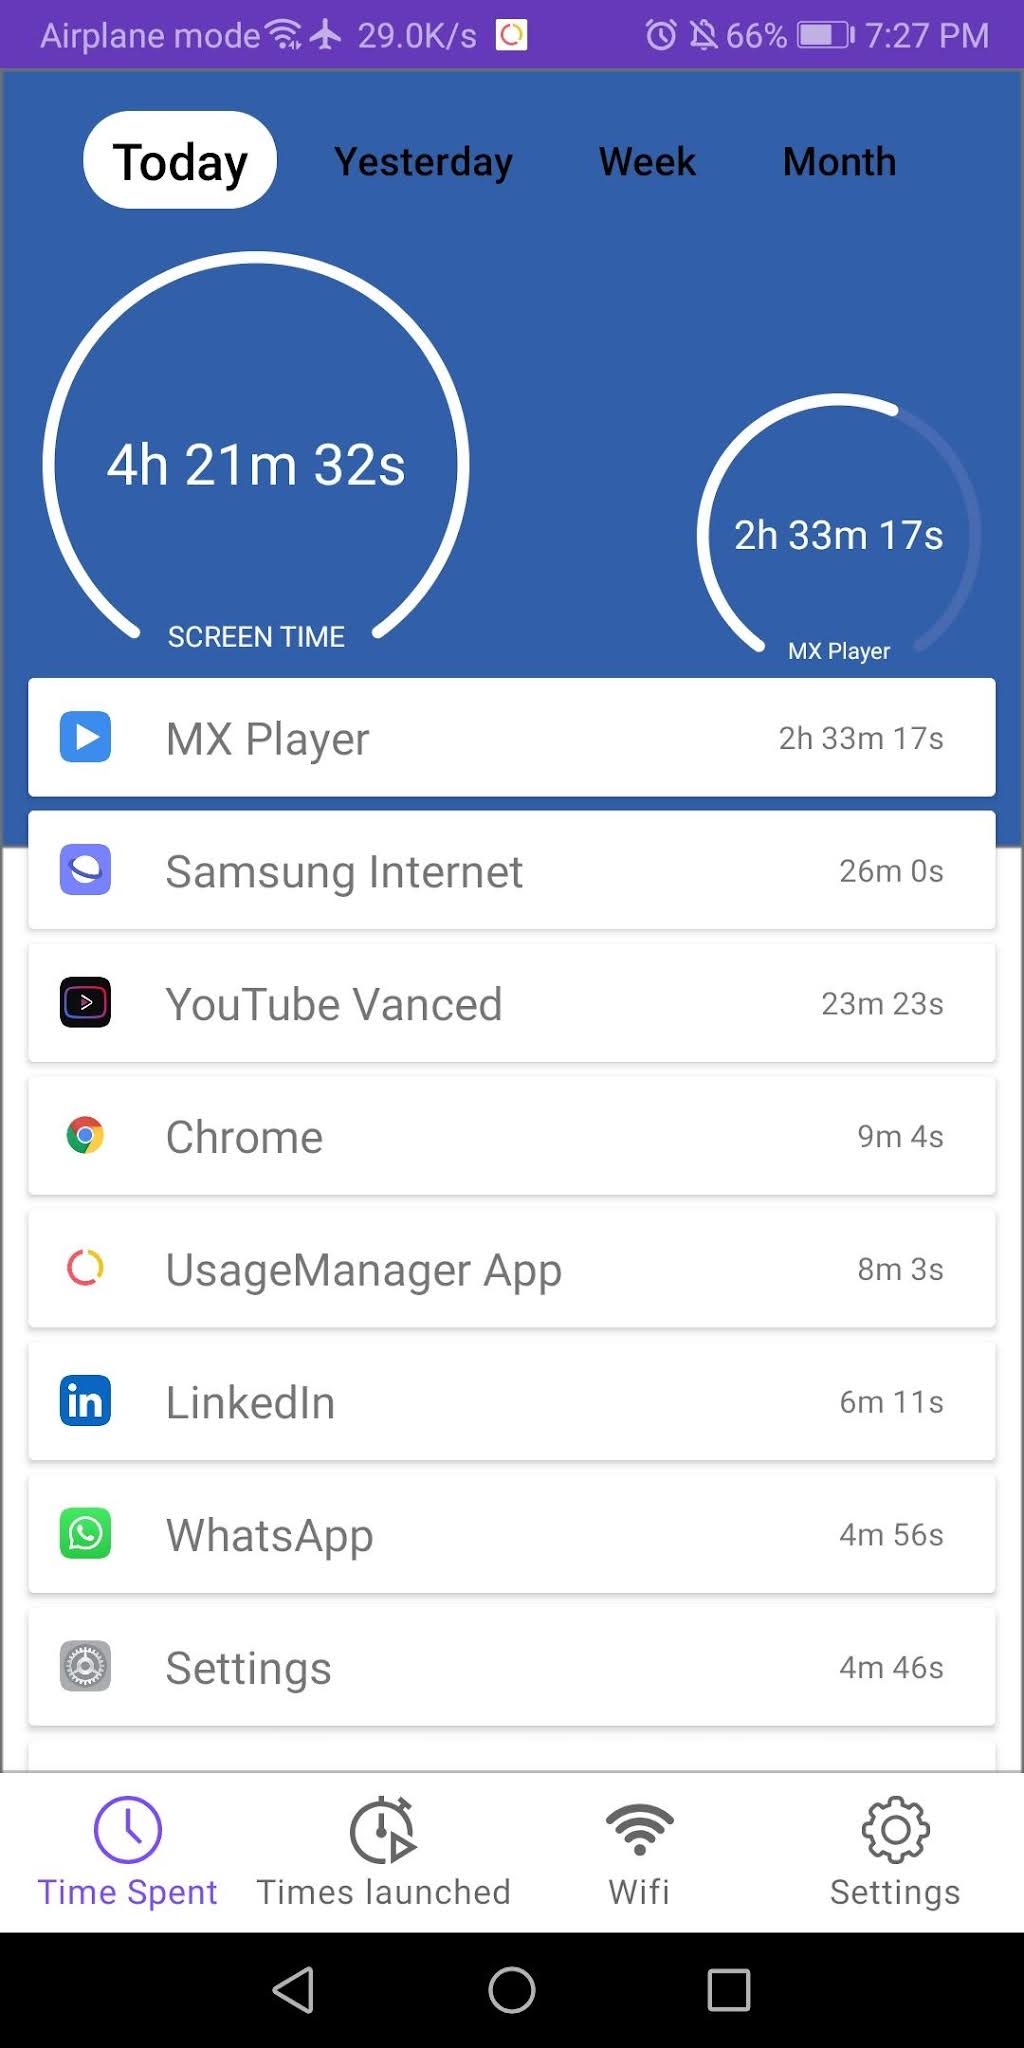 Airplane mode 29.0K/s 66% 7:27 PM
Today Yesterday Week Month
4h 21m 32s
2h 33m 17s
SCREEN TIME
MX Player
MX Player 2h 33m 17s
Samsung Internet 26m 0s
YouTube Vanced 23m 23s
Chrome 9m 4s
UsageManager App 8m 3s
in LinkedIn 6m 11s
WhatsApp 4m 56s
Settings 4m 46s
Time Spent Times launched Wifi Settings